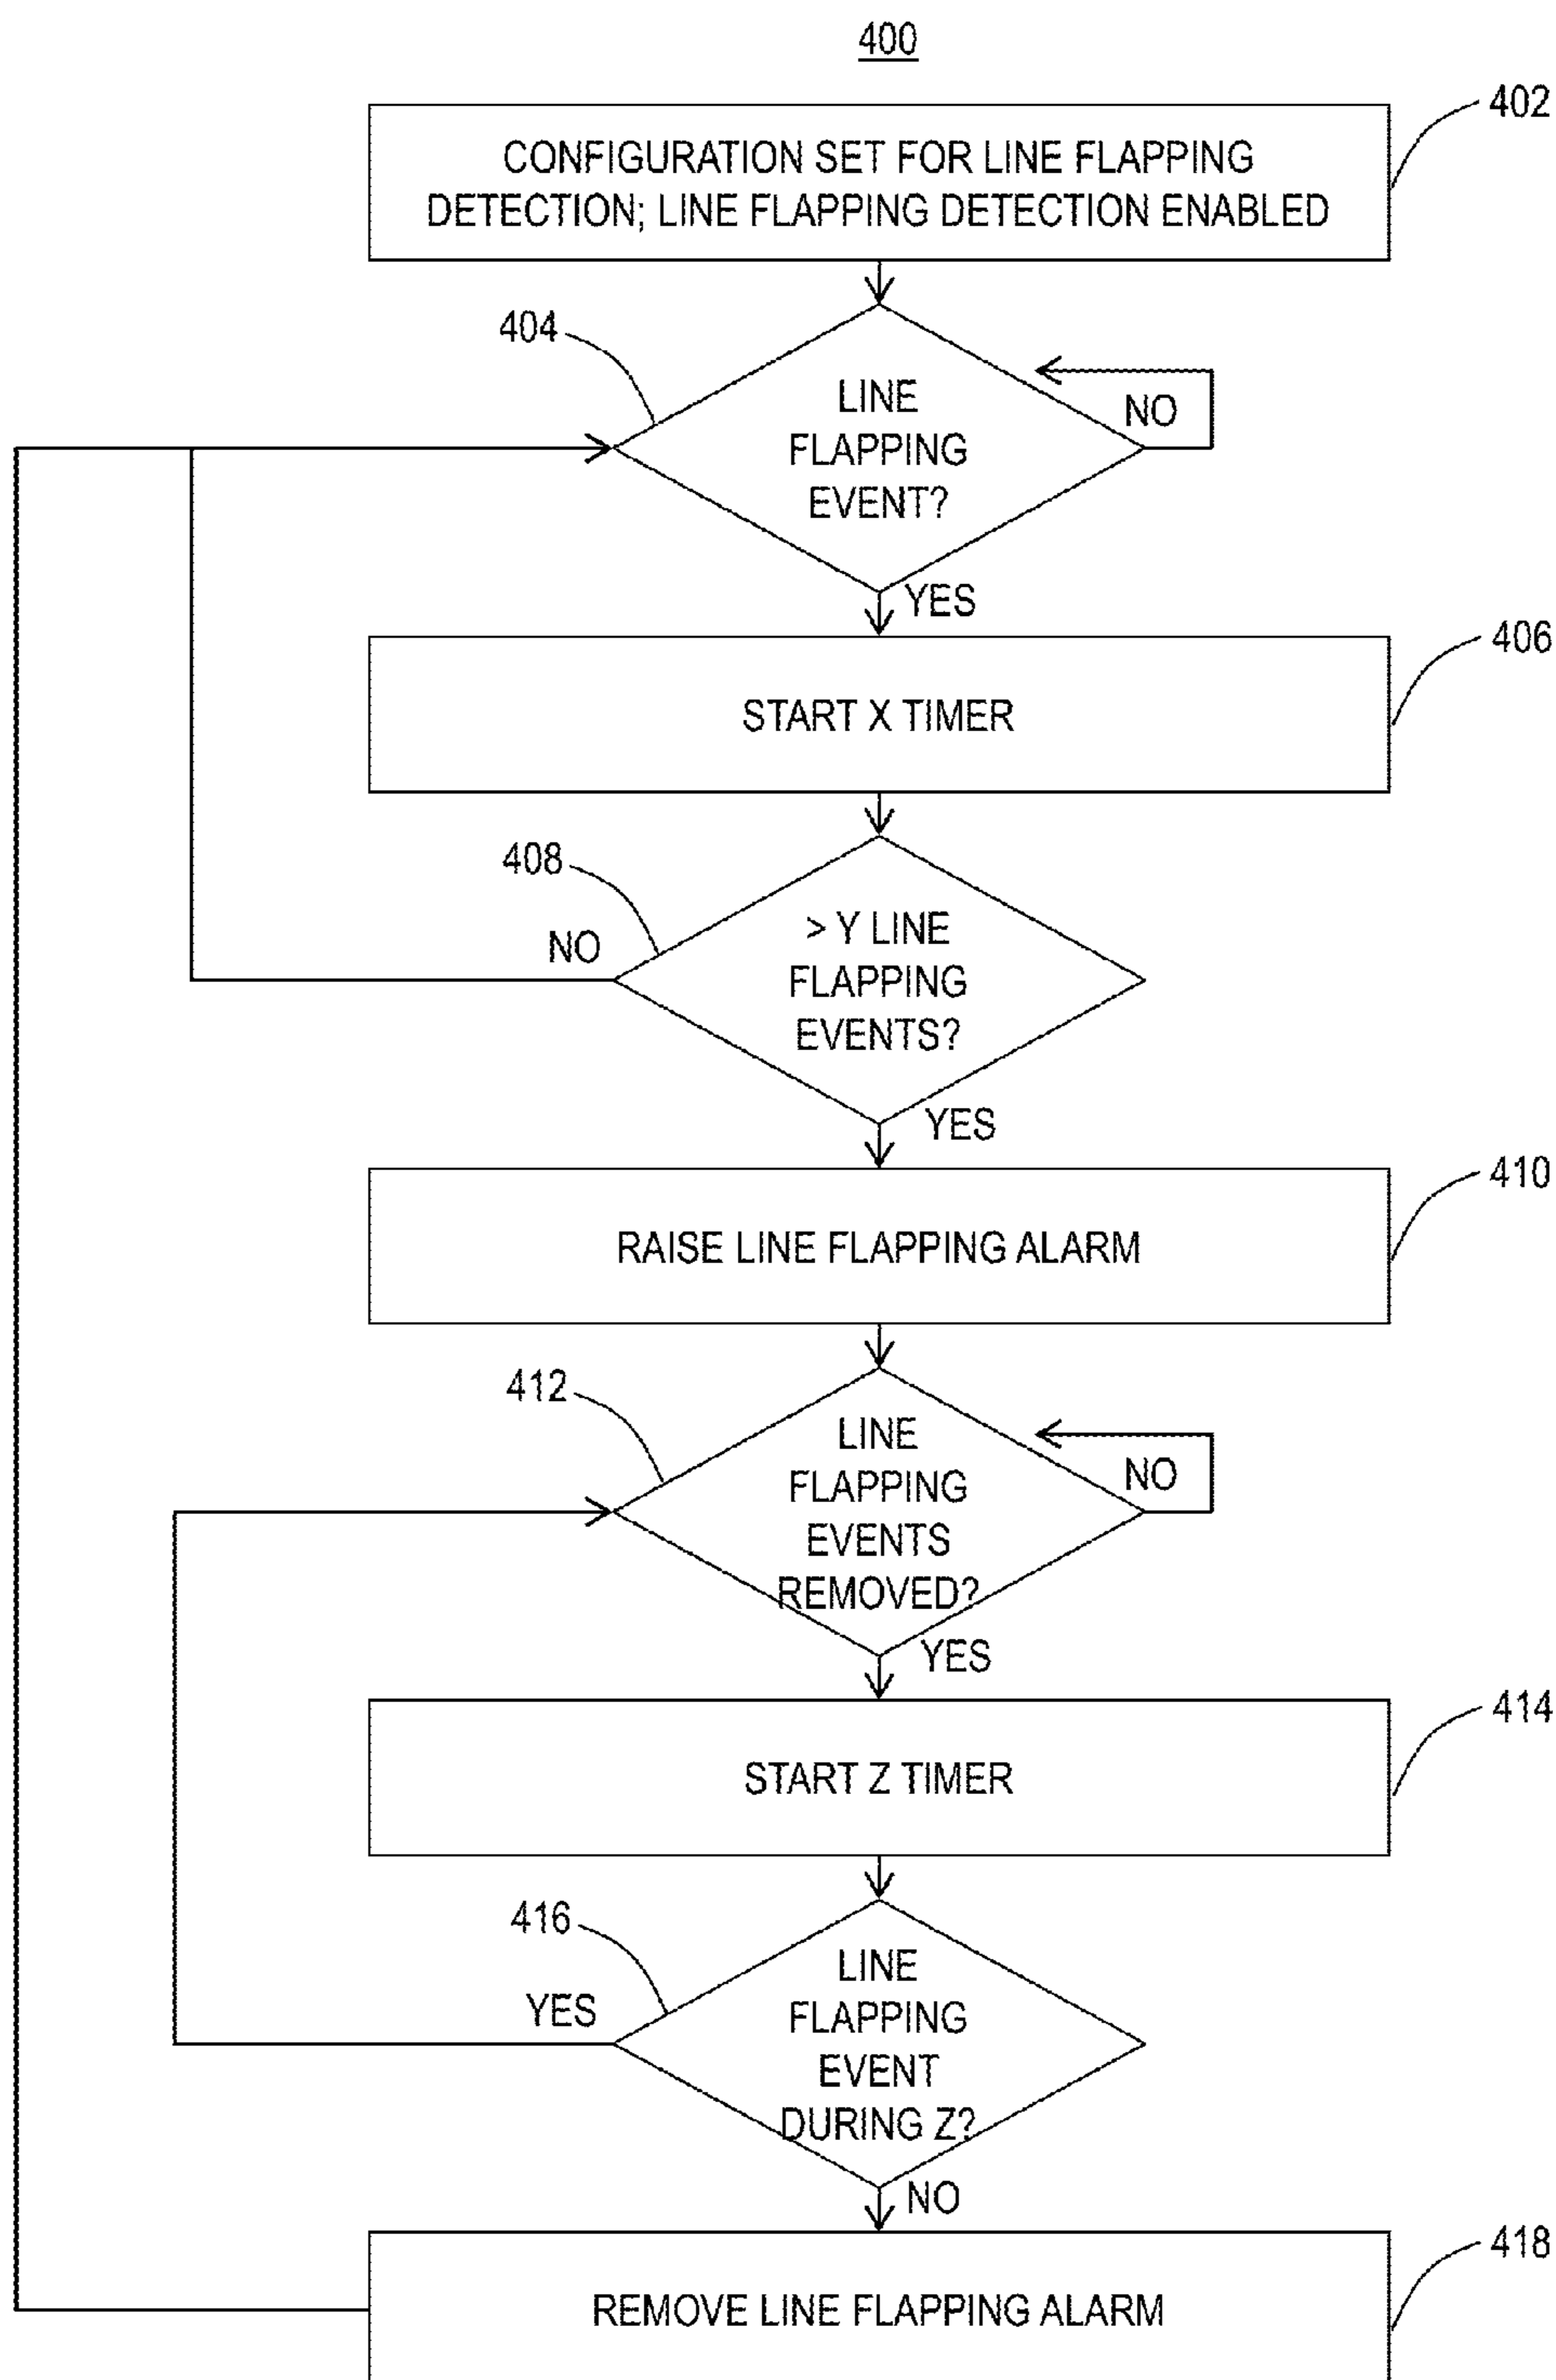 400
402
CONFIGURATION SET FOR LINE FLAPPING
DETECTION; LINE FLAPPING DETECTION ENABLED
404
LINE
FLAPPING
EVENT?
NO
YES
406
START X TIMER
408
> Y LINE
FLAPPING
EVENTS?
NO
YES
410
RAISE LINE FLAPPING ALARM
412
LINE
FLAPPING
EVENTS
REMOVED?
NO
YES
414
START Z TIMER
416
LINE
FLAPPING
EVENT
DURING Z?
YES
NO
418
REMOVE LINE FLAPPING ALARM